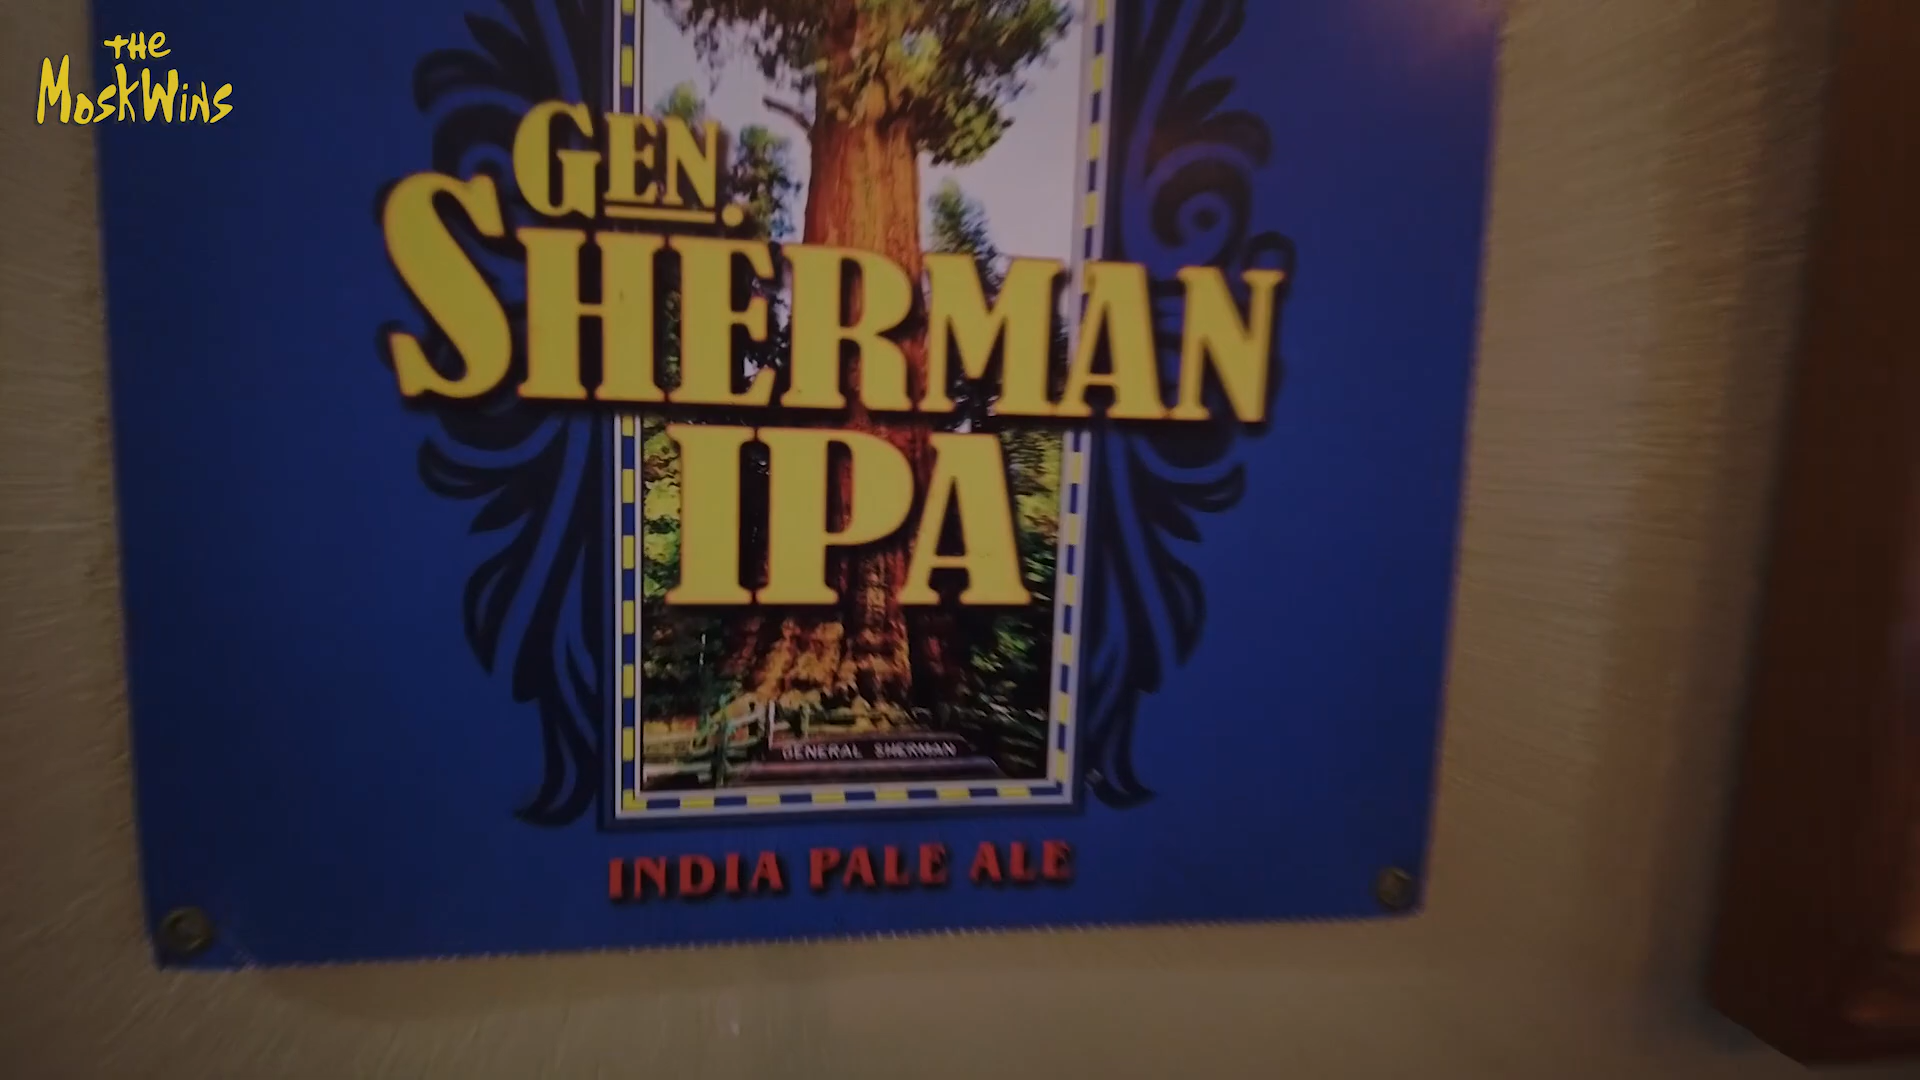 THE
MOSKWINS
GEN.
SHERMAN
IPA
GENERAL SHERMAN
INDIA PALE ALE